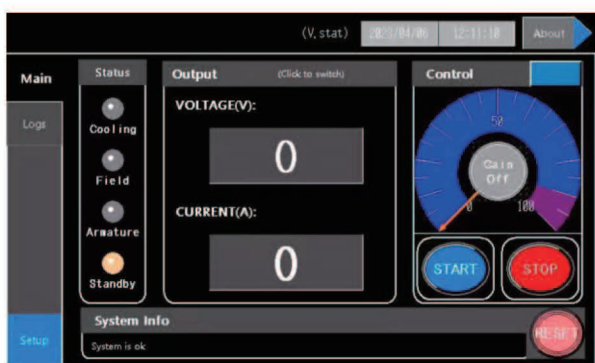 (V, stat)
About
Main
Logs
Setup
Status
Cooling
Field
Armature
Standby
Output
(Click to switch)
VOLTAGE(V):
0
CURRENT(A):
0
Control
50
0
100
Gain
Off
START
STOP
System Info
System is ok
RESET